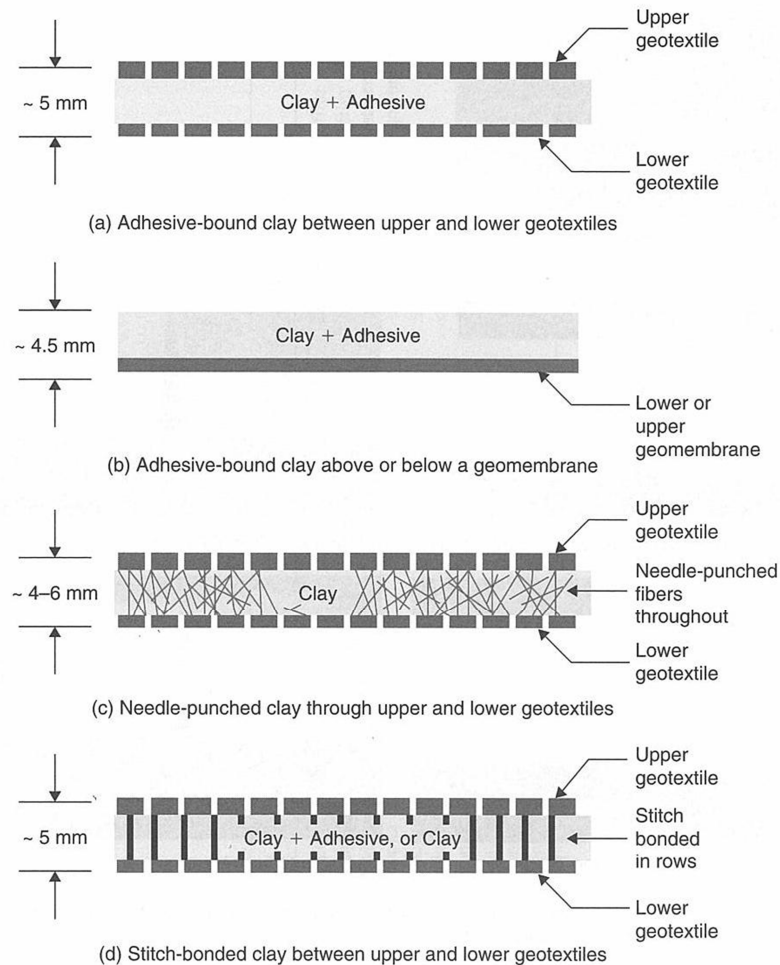 Upper
geotextile
~ 5 mm
Clay + Adhesive
Lower
geotextile
(a) Adhesive-bound clay between upper and lower geotextiles
~ 4.5 mm
Clay + Adhesive
Lower or
upper
geomembrane
(b) Adhesive-bound clay above or below a geomembrane
Upper
geotextile
~ 4–6 mm
Clay
Needle-punched
fibers
throughout
Lower
geotextile
(c) Needle-punched clay through upper and lower geotextiles
Upper
geotextile
~ 5 mm
Clay + Adhesive, or Clay
Stitch
bonded
in rows
Lower
geotextile
(d) Stitch-bonded clay between upper and lower geotextiles